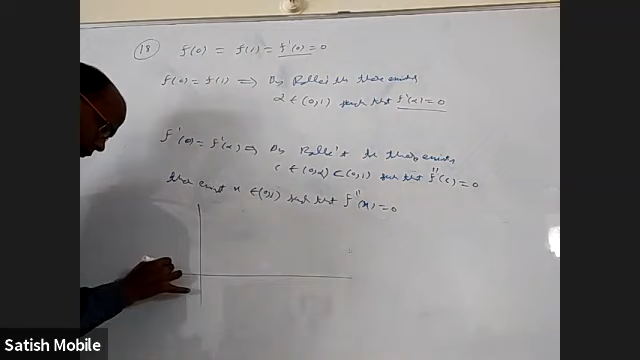 18 f(0) = f(1) = f'(0) = 0
f(0) = f(1) ⟹ By Rolle's th there exists
α ∈ (0,1) such that f'(α) = 0
f'(0) = f'(α) ⟹ By Rolle's th there exists
c ∈ (0,α) ⊂ (0,1) such that f''(c) = 0
there exist x ∈ (0,1) such that f''(x) = 0
Satish Mobile